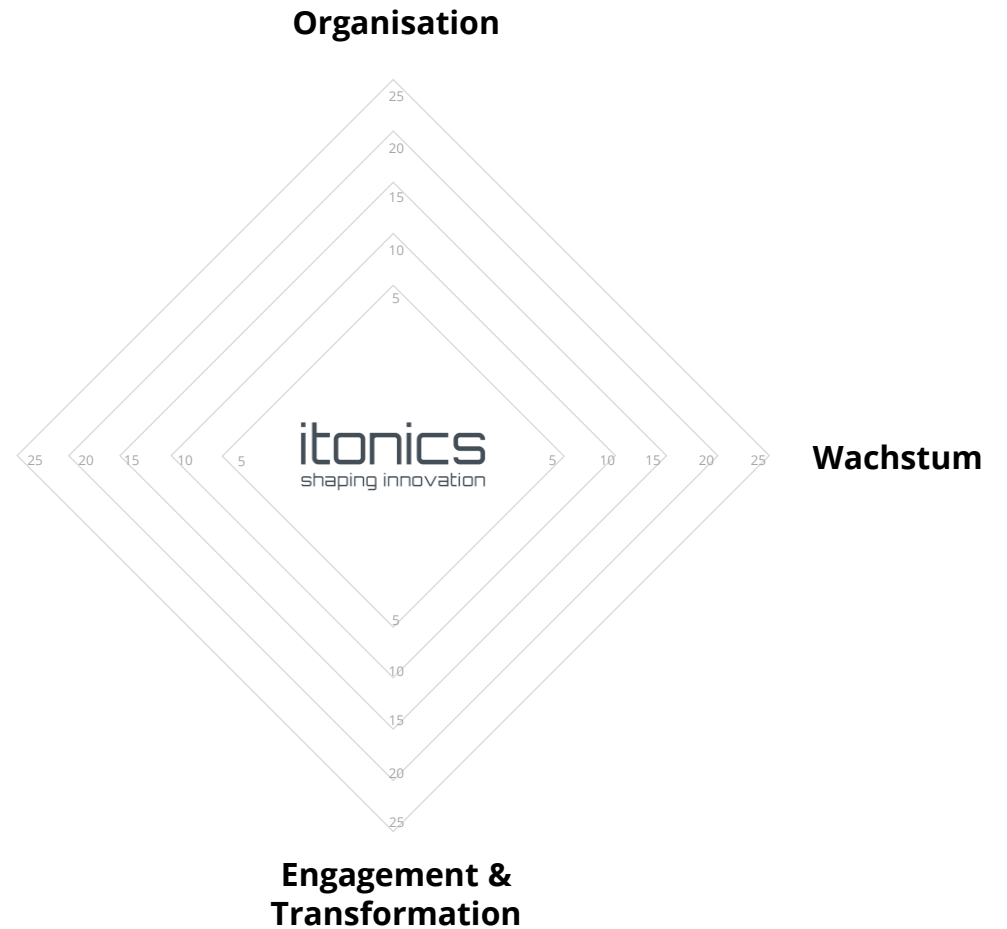 Organisation
25
20
15
10
5
itonics
shaping innovation
25 20 15 10 5 5 10 15 20 25 Wachstum
5
10
15
20
25
Engagement &
Transformation